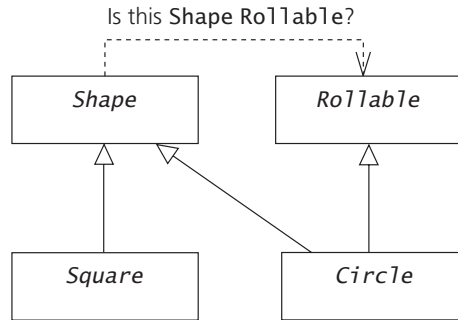 Is this Shape Rollable?
Shape
Rollable
Square
Circle